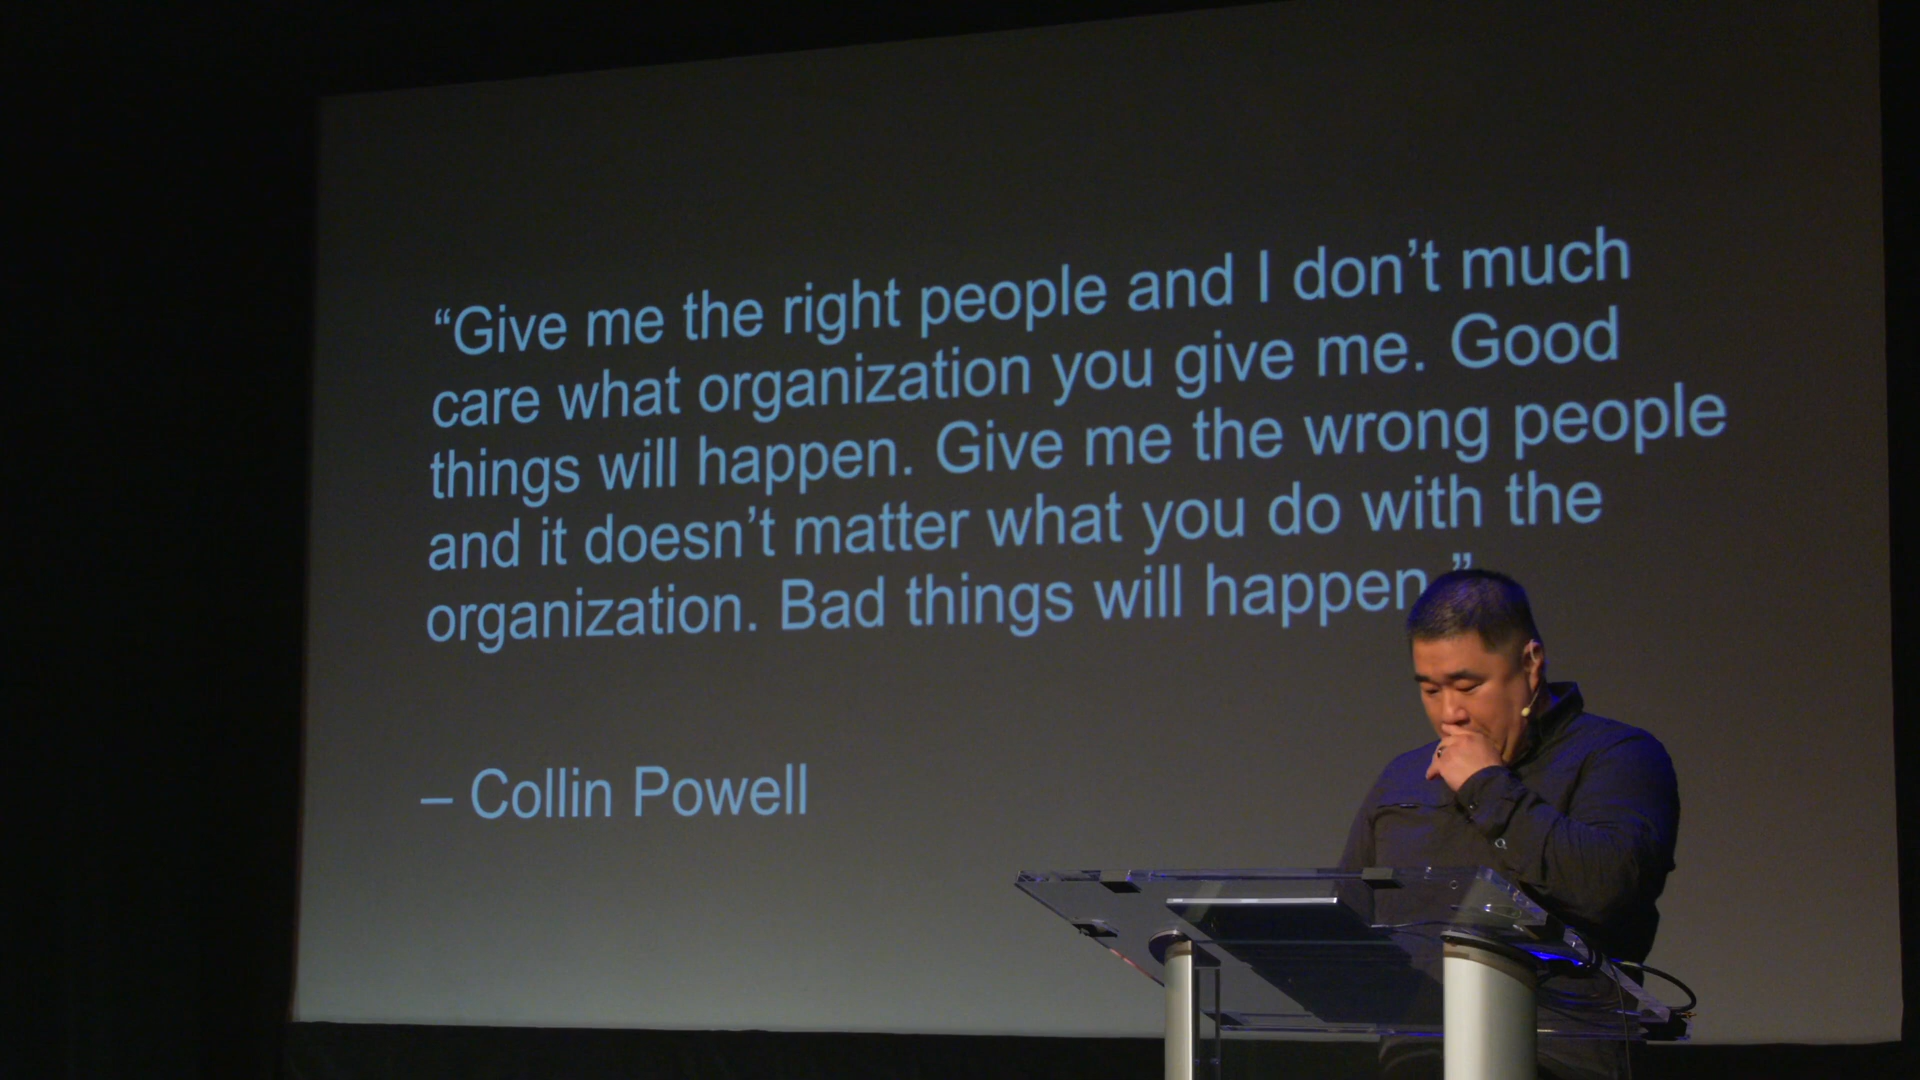 “Give me the right people and I don’t much
care what organization you give me. Good
things will happen. Give me the wrong people
and it doesn’t matter what you do with the
organization. Bad things will happen.”
– Collin Powell